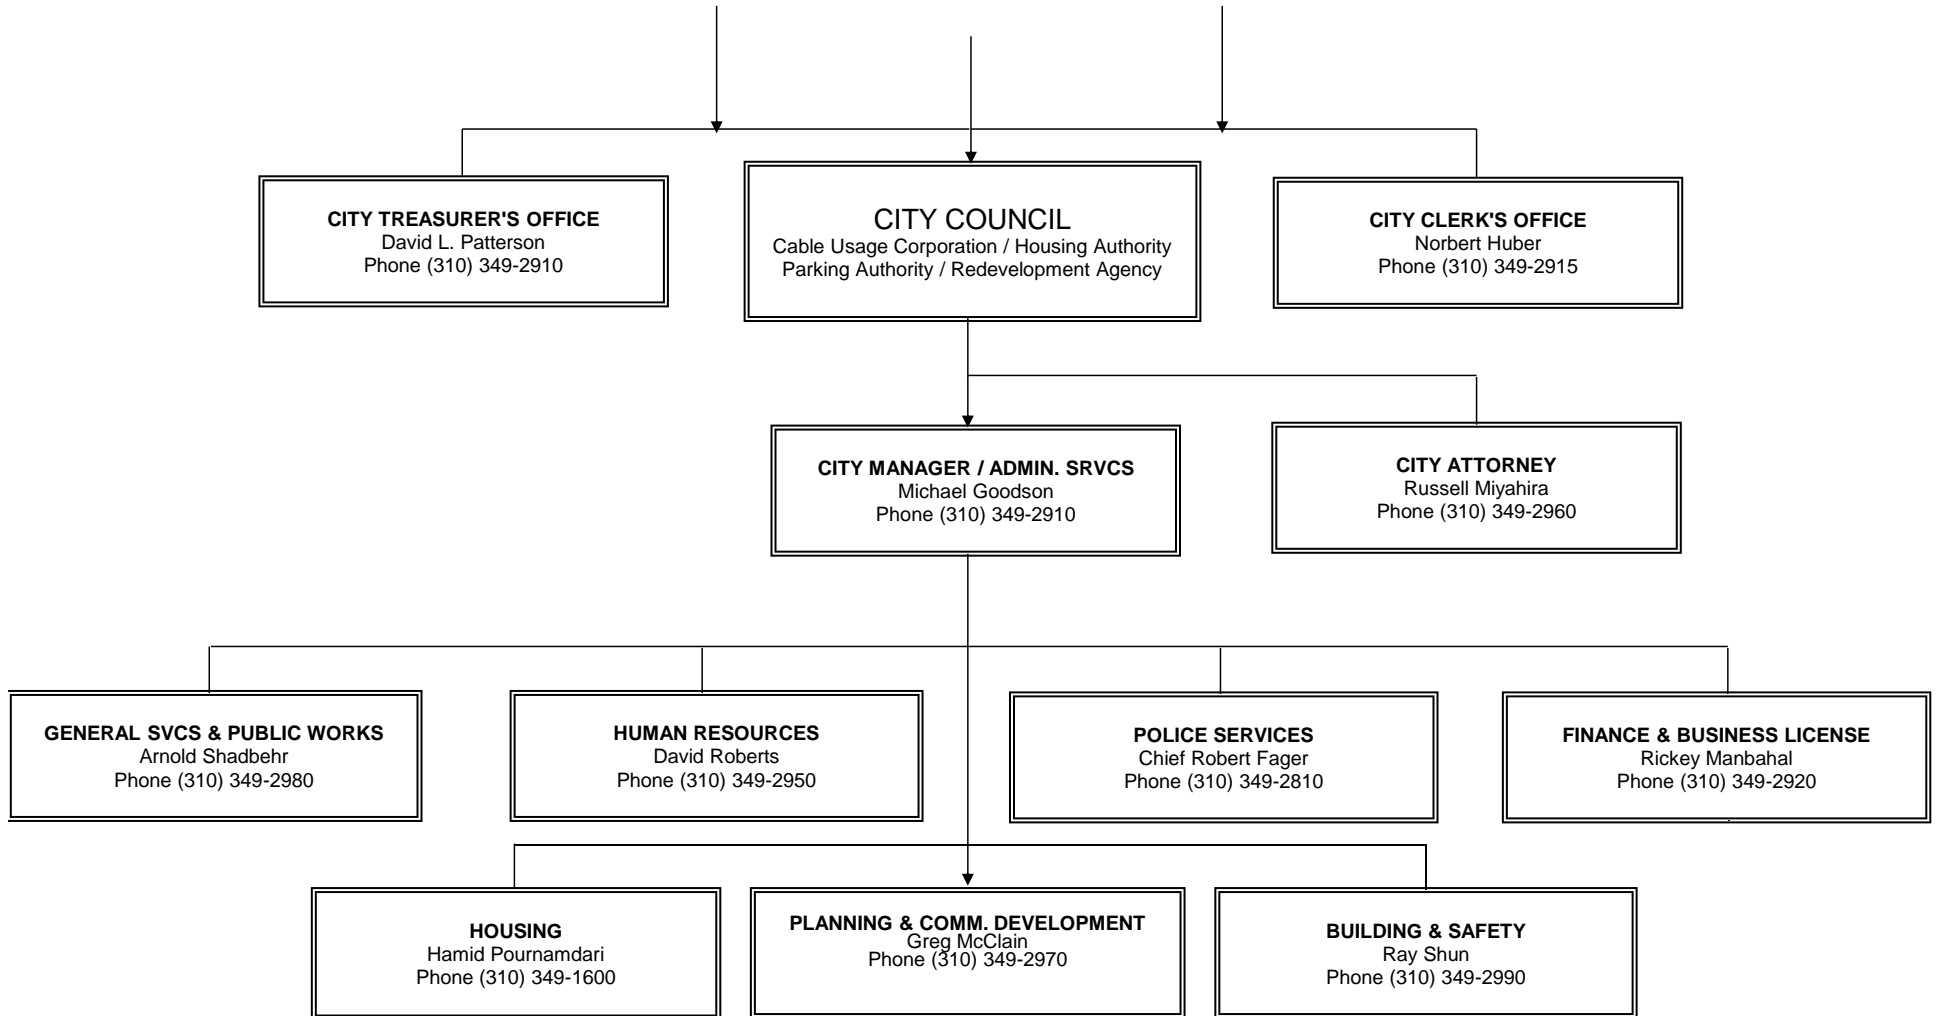 CITY TREASURER'S OFFICE
David L. Patterson
Phone (310) 349-2910
CITY COUNCIL
Cable Usage Corporation / Housing Authority
Parking Authority / Redevelopment Agency
CITY CLERK'S OFFICE
Norbert Huber
Phone (310) 349-2915
CITY MANAGER / ADMIN. SRVCS
Michael Goodson
Phone (310) 349-2910
CITY ATTORNEY
Russell Miyahira
Phone (310) 349-2960
GENERAL SVCS & PUBLIC WORKS
Arnold Shadbehr
Phone (310) 349-2980
HUMAN RESOURCES
David Roberts
Phone (310) 349-2950
POLICE SERVICES
Chief Robert Fager
Phone (310) 349-2810
FINANCE & BUSINESS LICENSE
Rickey Manbahal
Phone (310) 349-2920
HOUSING
Hamid Pournamdari
Phone (310) 349-1600
PLANNING & COMM. DEVELOPMENT
Greg McClain
Phone (310) 349-2970
BUILDING & SAFETY
Ray Shun
Phone (310) 349-2990